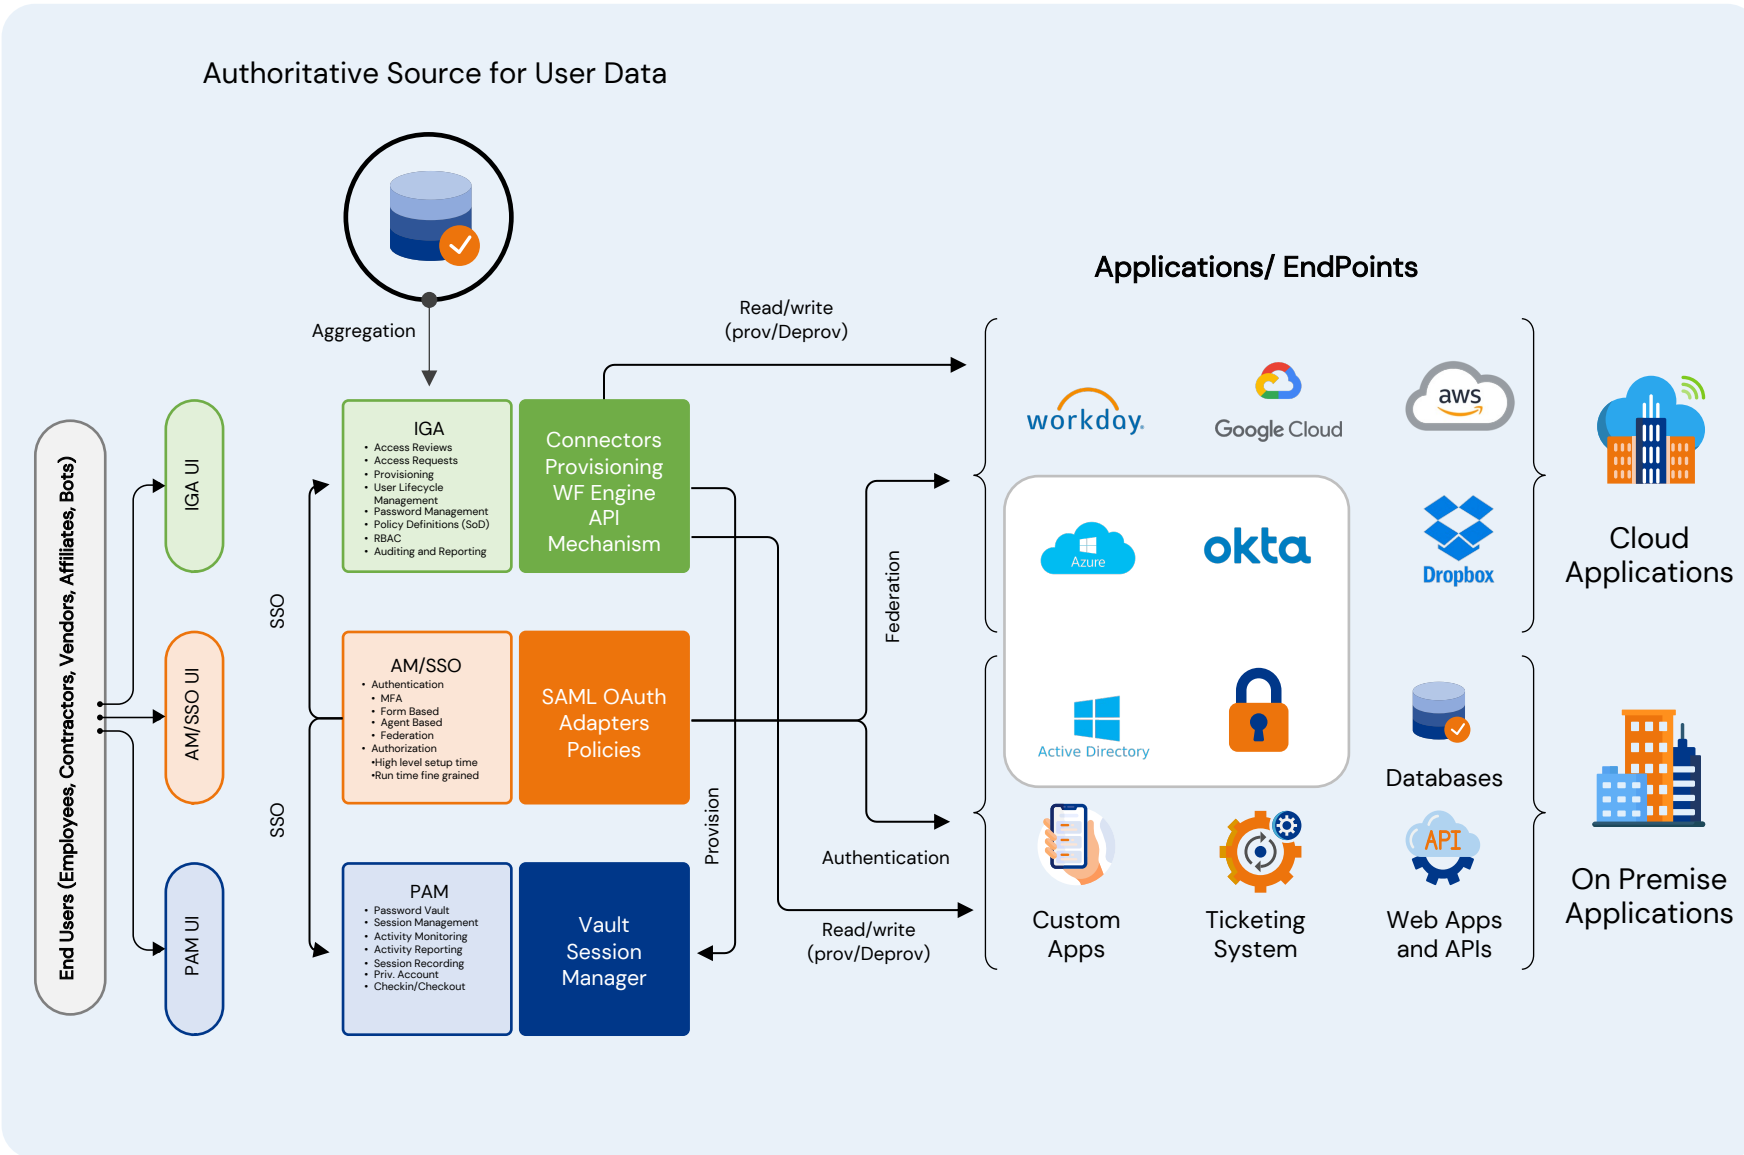 Authoritative Source for User Data
Aggregation
Read/write
(prov/Deprov)
Applications/ EndPoints
End Users (Employees, Contractors, Vendors, Affiliates, Bots)
IGA UI
AM/SSO UI
PAM UI
SSO
SSO
IGA
• Access Reviews
• Access Requests
• Provisioning
• User Lifecycle
Management
• Password Management
• Policy Definitions (SoD)
• RBAC
• Auditing and Reporting
Connectors
Provisioning
WF Engine
API
Mechanism
AM/SSO
• Authentication
• MFA
• Form Based
• Agent Based
• Federation
• Authorization
•High level setup time
•Run time fine grained
SAML OAuth
Adapters
Policies
PAM
• Password Vault
• Session Management
• Activity Monitoring
• Activity Reporting
• Session Recording
• Priv. Account
• Checkin/Checkout
Vault
Session
Manager
Provision
Federation
Authentication
Read/write
(prov/Deprov)
workday.
Google Cloud
aws
Azure
okta
Dropbox
Cloud
Applications
Active Directory
Databases
API
Custom
Apps
Ticketing
System
Web Apps
and APIs
On Premise
Applications